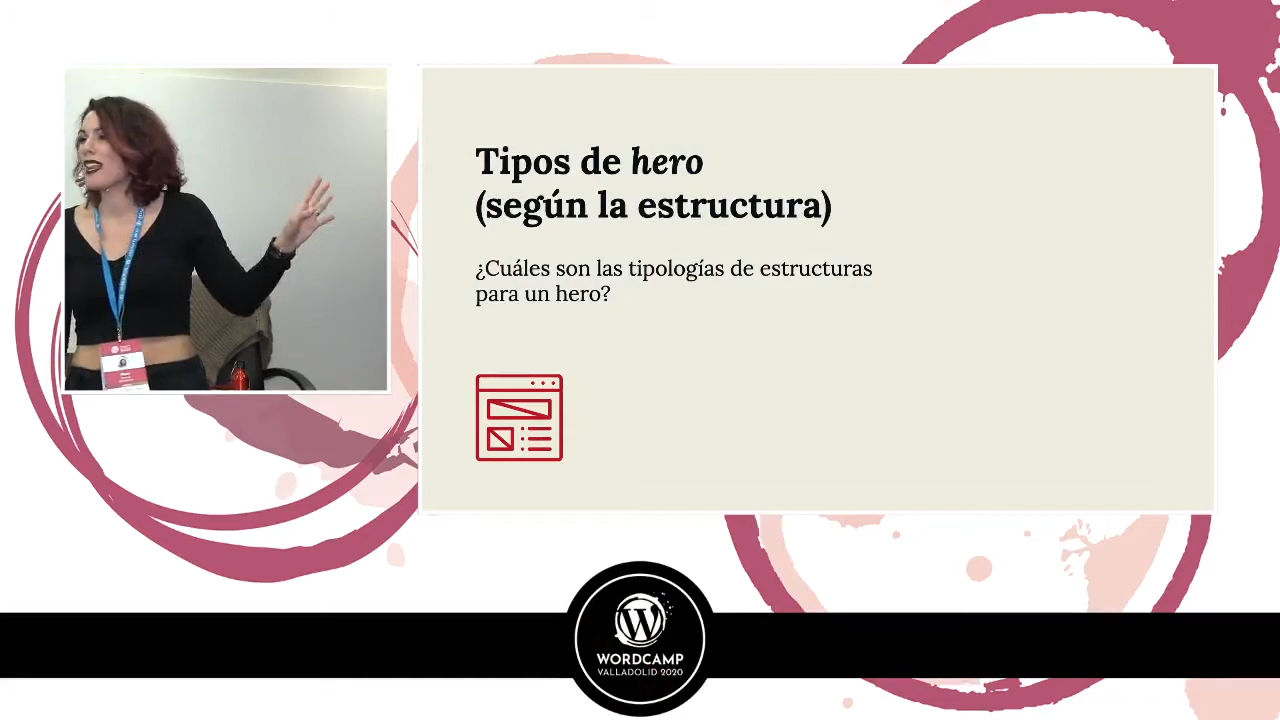 Tipos de hero
(según la estructura)
¿Cuáles son las tipologías de estructuras
para un hero?
WORDCAMP
VALLADOLID 2020